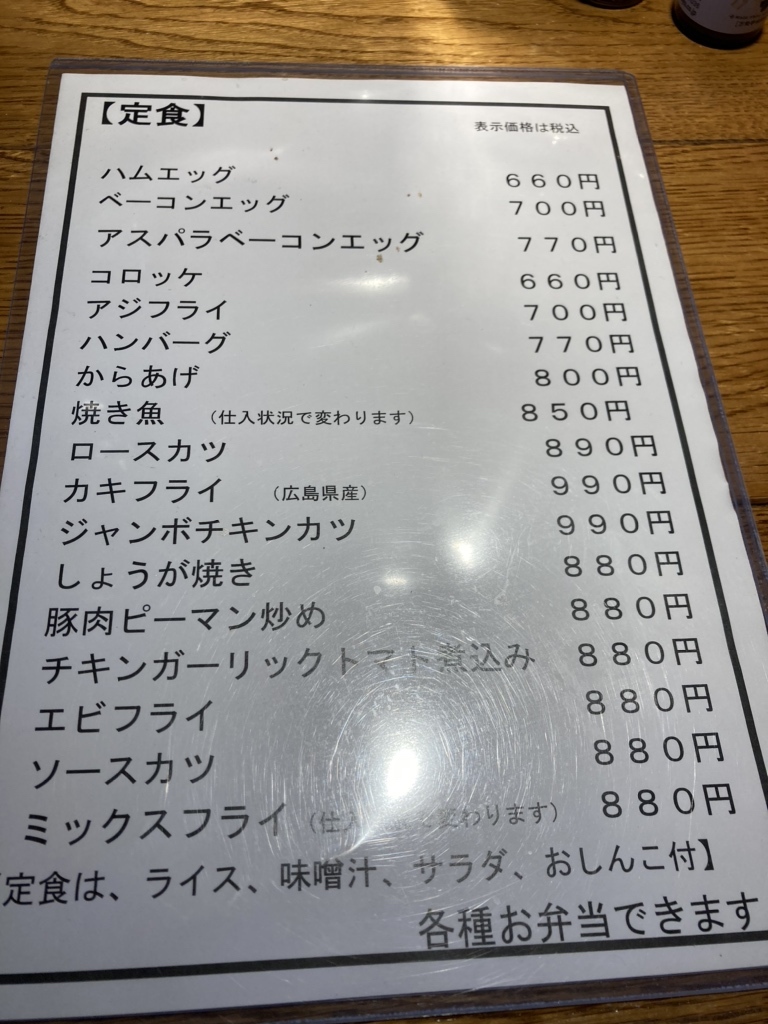 【定食】
表示価格は税込
ハムエッグ ６６０円
ベーコンエッグ ７００円
アスパラベーコンエッグ ７７０円
コロッケ ６６０円
アジフライ ７００円
ハンバーグ ７７０円
からあげ ８００円
焼き魚 （仕入状況で変わります） ８５０円
ロースカツ ８９０円
カキフライ （広島県産） ９９０円
ジャンボチキンカツ ９９０円
しょうが焼き ８８０円
豚肉ピーマン炒め ８８０円
チキンガーリックトマト煮込み ８８０円
エビフライ ８８０円
ソースカツ ８８０円
ミックスフライ （仕入 で変わります） ８８０円
【定食は、ライス、味噌汁、サラダ、おしんこ付】
各種お弁当できます